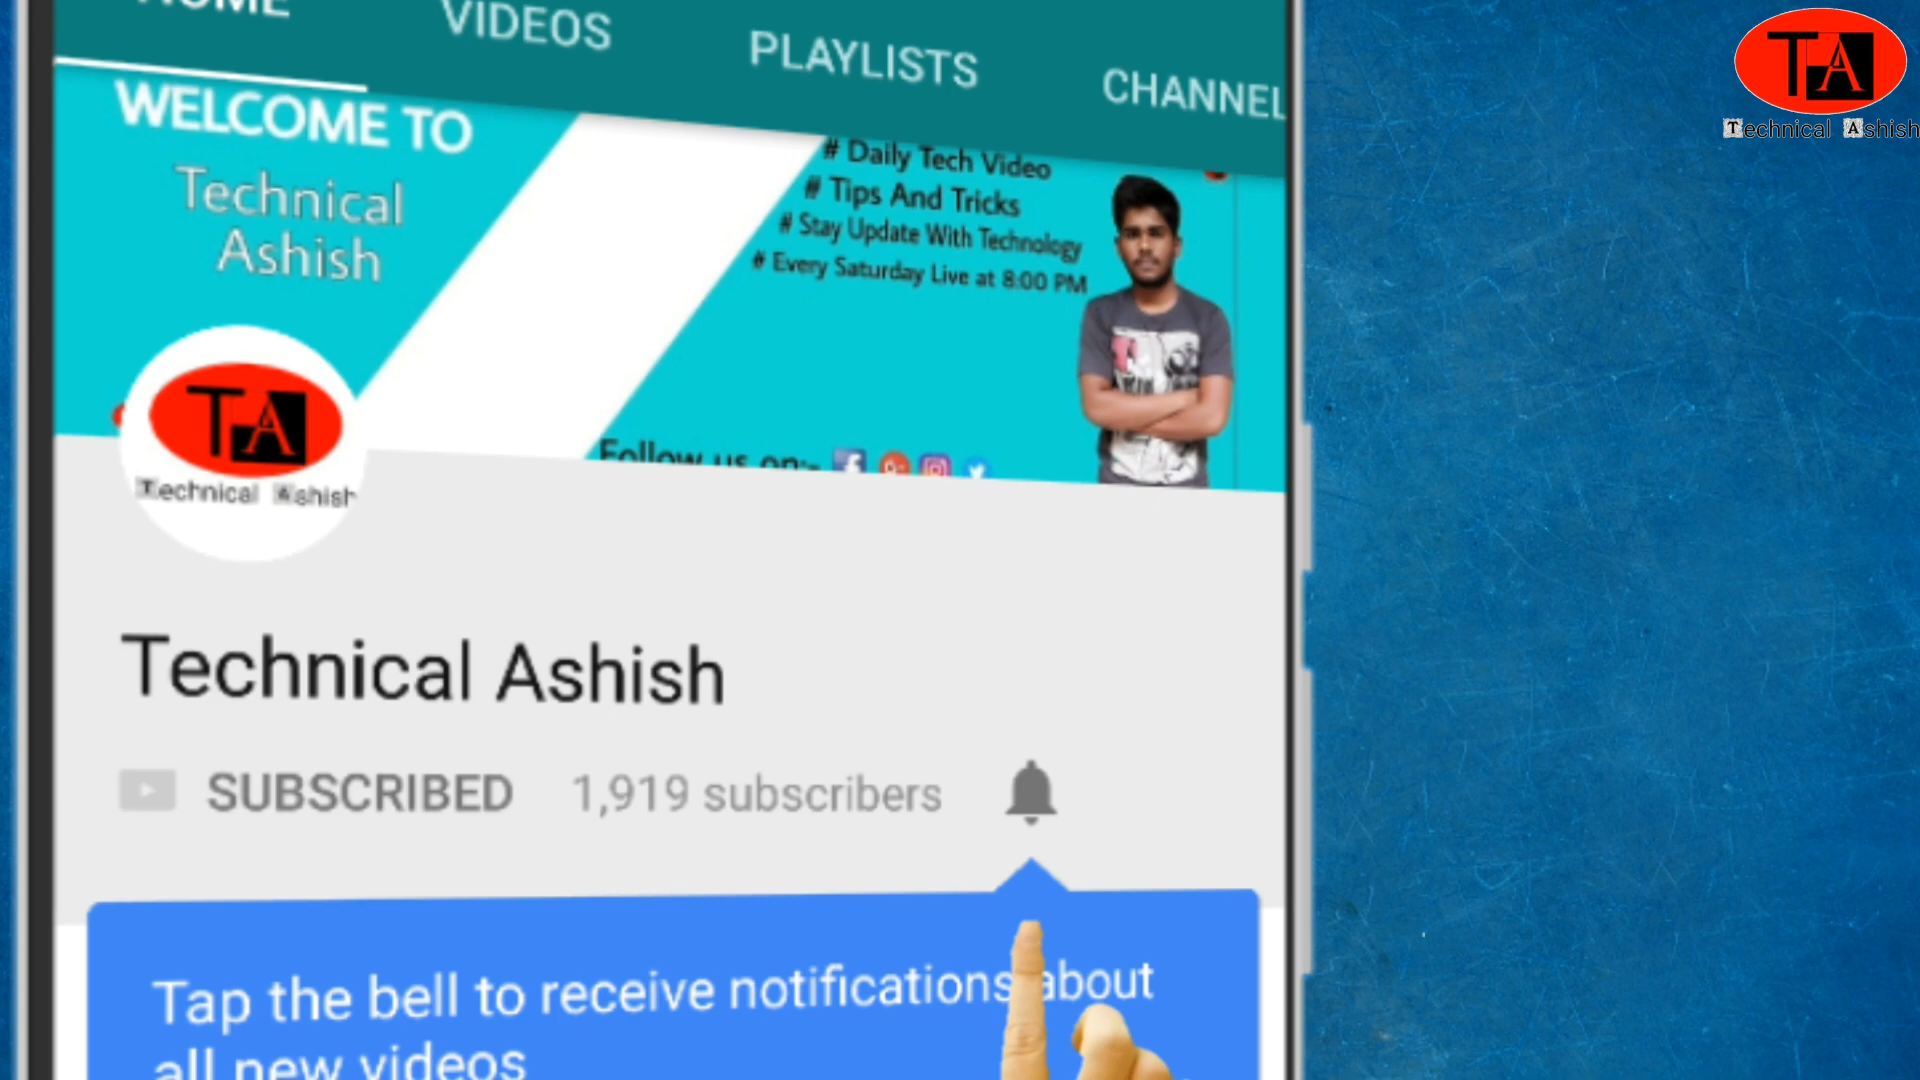 HOME
VIDEOS
PLAYLISTS
CHANNEL
TA
Technical Ashish
WELCOME TO
Technical
Ashish
# Daily Tech Video
# Tips And Tricks
# Stay Update With Technology
# Every Saturday Live at 8:00 PM
Follow us on:-
TA
Technical Ashish
Technical Ashish
SUBSCRIBED
1,919 subscribers
Tap the bell to receive notifications about
all new videos